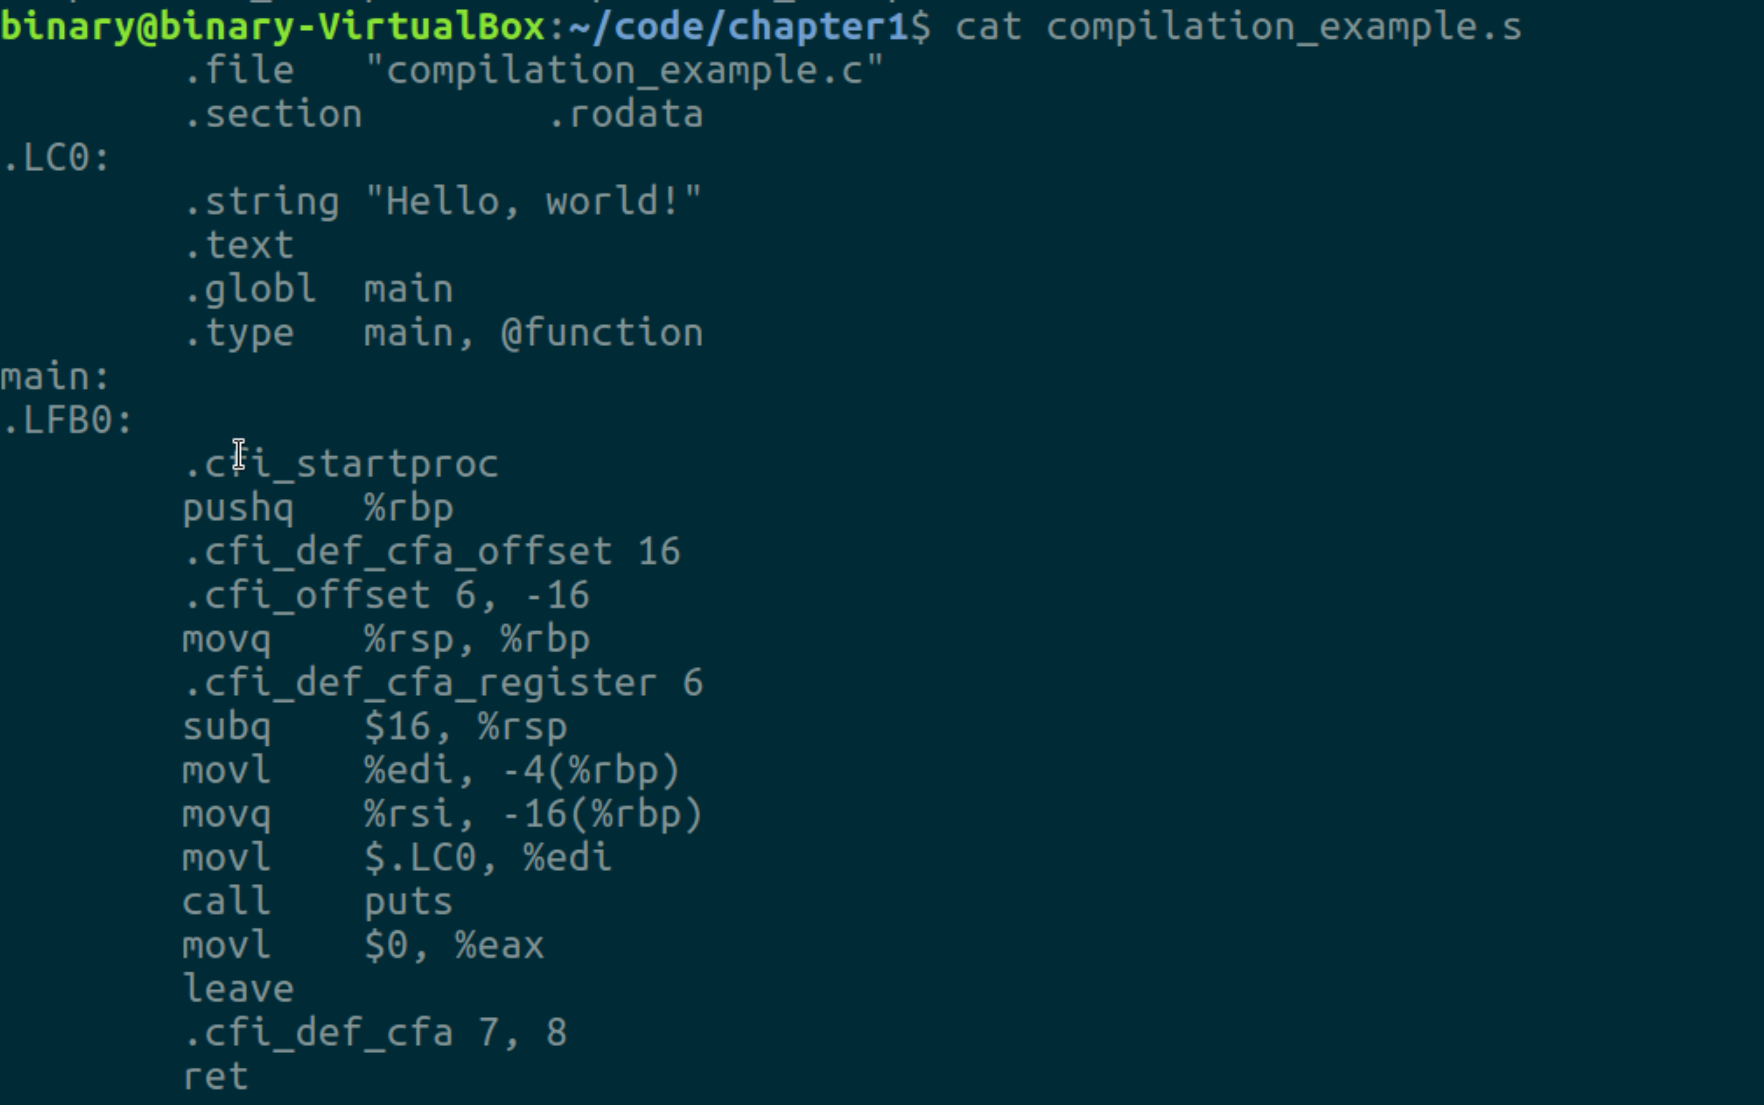 binary@binary-VirtualBox:~/code/chapter1$ cat compilation_example.s
        .file   "compilation_example.c"
        .section        .rodata
.LC0:
        .string "Hello, world!"
        .text
        .globl  main
        .type   main, @function
main:
.LFB0:
        .cfi_startproc
        pushq   %rbp
        .cfi_def_cfa_offset 16
        .cfi_offset 6, -16
        movq    %rsp, %rbp
        .cfi_def_cfa_register 6
        subq    $16, %rsp
        movl    %edi, -4(%rbp)
        movq    %rsi, -16(%rbp)
        movl    $.LC0, %edi
        call    puts
        movl    $0, %eax
        leave
        .cfi_def_cfa 7, 8
        ret